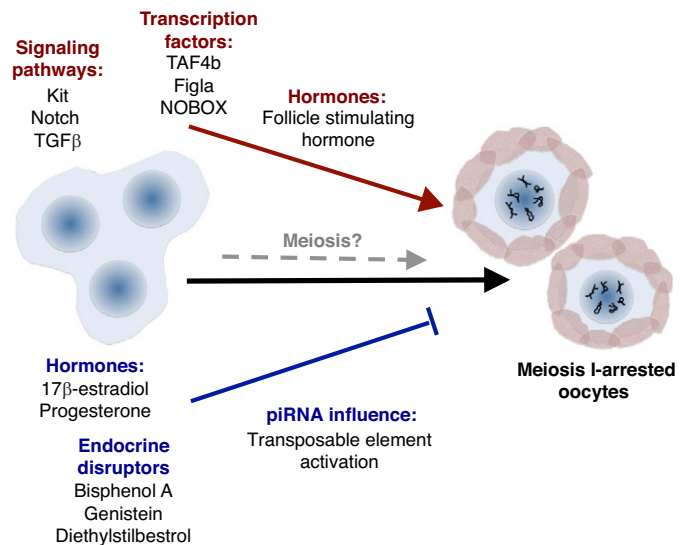 Signaling
pathways:
Kit
Notch
TGFβ
Transcription
factors:
TAF4b
Figla
NOBOX
Hormones:
Follicle stimulating
hormone
Meiosis?
Meiosis I-arrested
oocytes
Hormones:
17β-estradiol
Progesterone
Endocrine
disruptors
Bisphenol A
Genistein
Diethylstilbestrol
piRNA influence:
Transposable element
activation